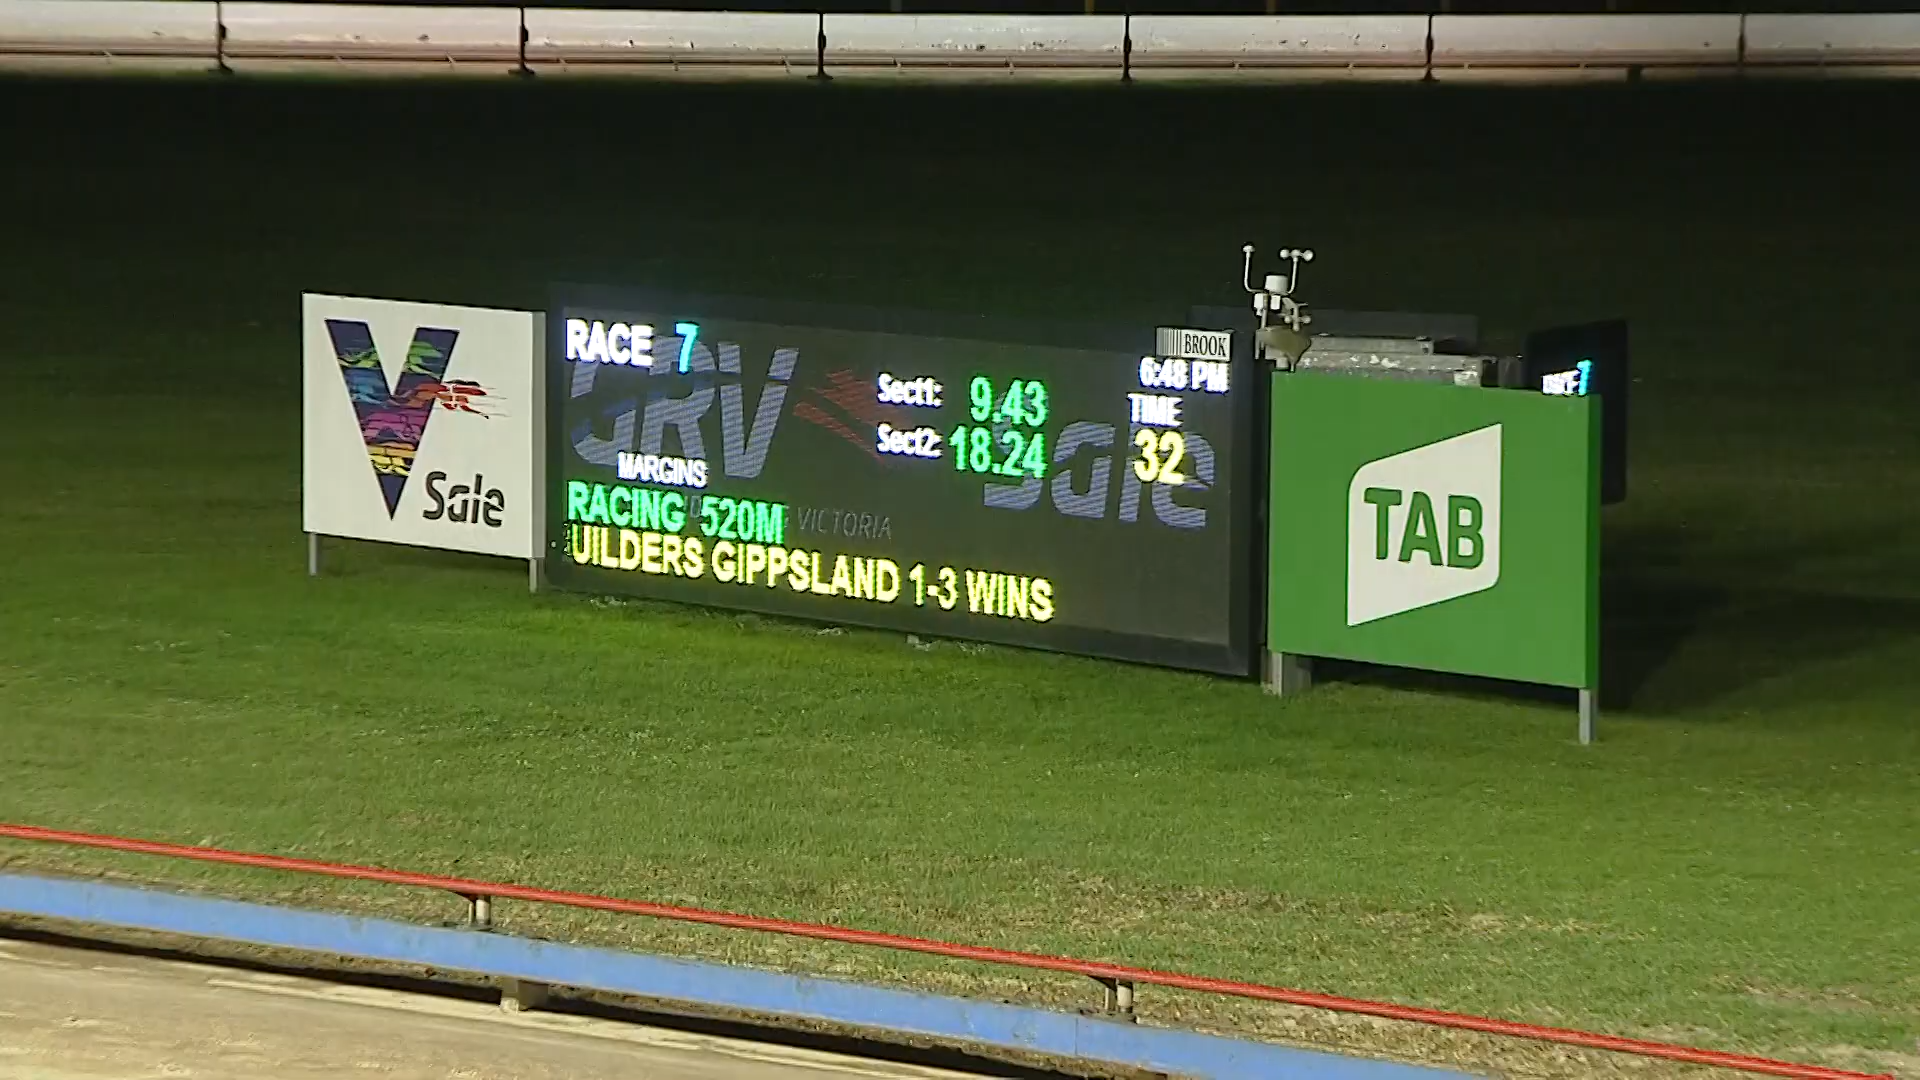 Sale
RACE 7
GRV
Sale
VICTORIA
BROOK
6:48 PM
Sect1: 9.43
TIME
Sect2: 18.24
32
MARGINS
RACING 520M
UILDERS GIPPSLAND 1-3 WINS
TAB